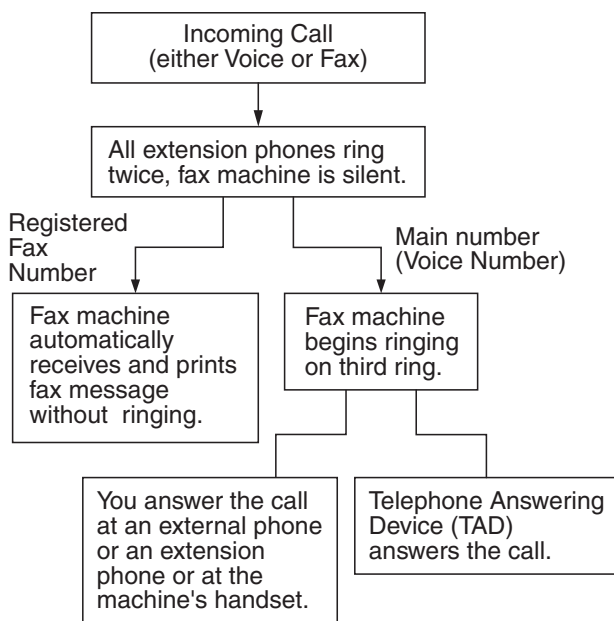 Incoming Call
(either Voice or Fax)
All extension phones ring
twice, fax machine is silent.
Registered
Fax
Number
Main number
(Voice Number)
Fax machine
automatically
receives and prints
fax message
without ringing.
Fax machine
begins ringing
on third ring.
You answer the call
at an external phone
or an extension
phone or at the
machine's handset.
Telephone Answering
Device (TAD)
answers the call.